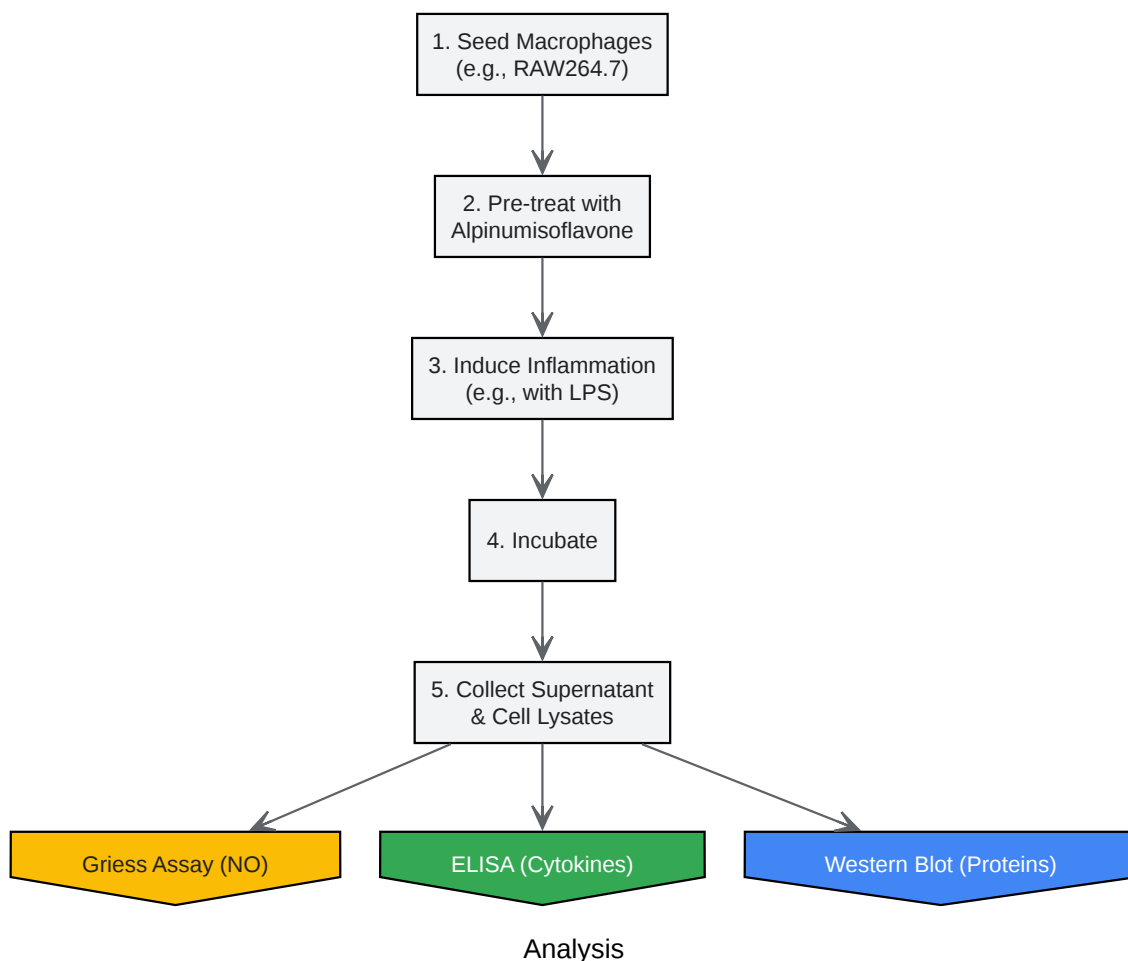 1. Seed Macrophages
(e.g., RAW264.7)
2. Pre-treat with
Alpinumisoflavone
3. Induce Inflammation
(e.g., with LPS)
4. Incubate
5. Collect Supernatant
& Cell Lysates
Griess Assay (NO)
ELISA (Cytokines)
Western Blot (Proteins)
Analysis